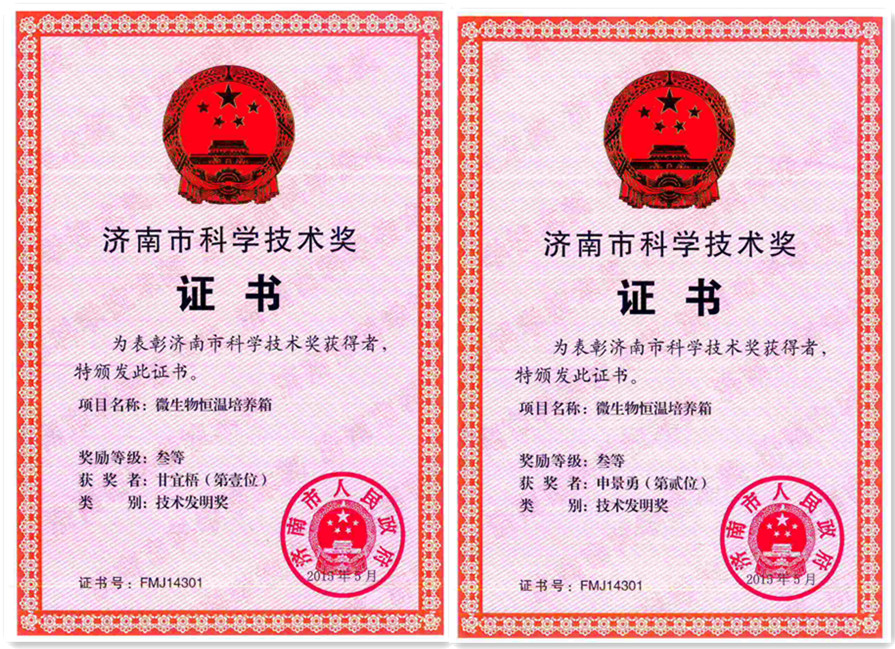 济南市科学技术奖
证书
为表彰济南市科学技术奖获得者，
特颁发此证书。
项目名称：微生物恒温培养箱
奖励等级：叁等
获奖者：甘宜梧（第壹位）
类别：技术发明奖
济南市人民政府
2015年5月
证书号：FMJ14301
济南市科学技术奖
证书
为表彰济南市科学技术奖获得者，
特颁发此证书。
项目名称：微生物恒温培养箱
奖励等级：叁等
获奖者：申景勇（第贰位）
类别：技术发明奖
济南市人民政府
2015年5月
证书号：FMJ14301